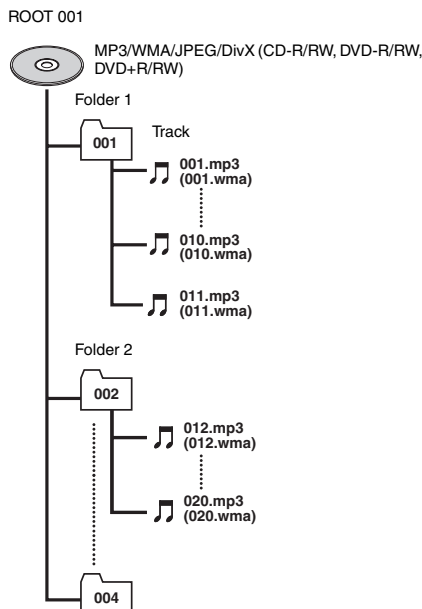 ROOT 001
MP3/WMA/JPEG/DivX (CD-R/RW, DVD-R/RW,
DVD+R/RW)
Folder 1
001
Track
001.mp3
(001.wma)
010.mp3
(010.wma)
011.mp3
(011.wma)
Folder 2
002
012.mp3
(012.wma)
020.mp3
(020.wma)
004